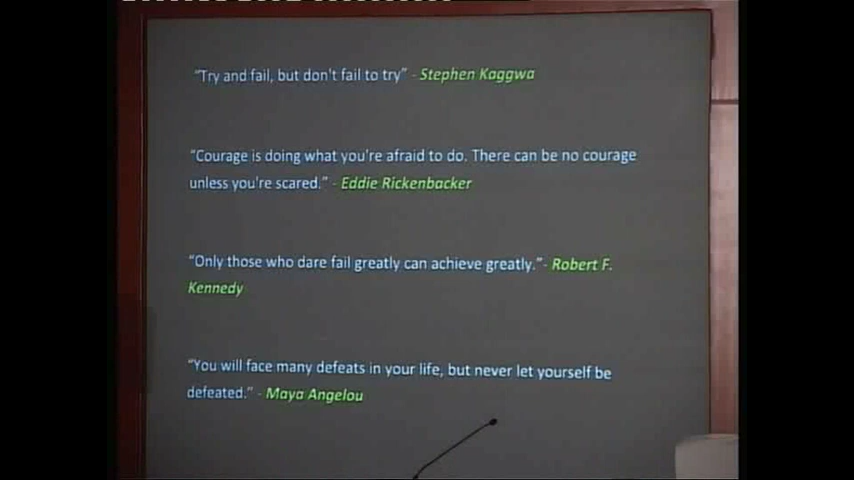 “Try and fail, but don't fail to try” - Stephen Kaggwa
“Courage is doing what you're afraid to do. There can be no courage
unless you're scared.” - Eddie Rickenbacker
“Only those who dare fail greatly can achieve greatly.”- Robert F.
Kennedy
“You will face many defeats in your life, but never let yourself be
defeated.” - Maya Angelou